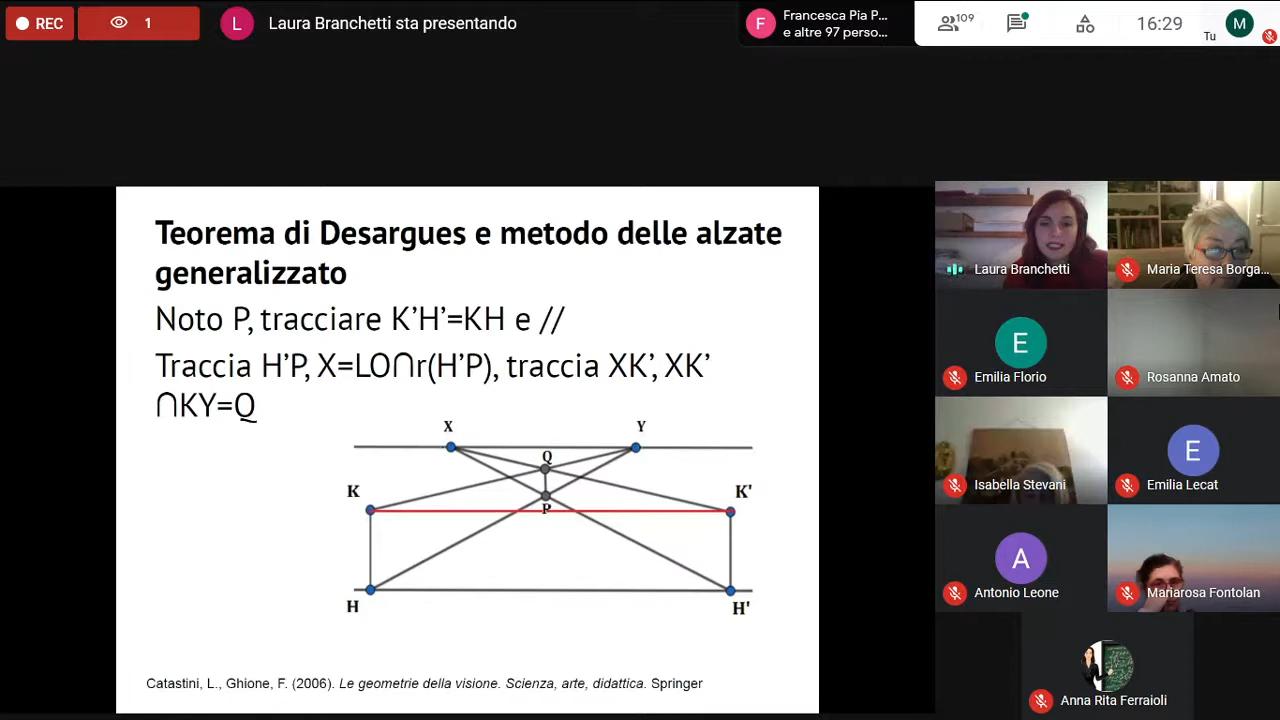 REC
1
L
Laura Branchetti sta presentando
F
Francesca Pia P...
e altre 97 perso...
109
16:29
Tu
M
Teorema di Desargues e metodo delle alzate
generalizzato
Noto P, tracciare K’H’=KH e //
Traccia H’P, X=LO∩r(H’P), traccia XK’, XK’
∩KY=Q
X
Y
Q
K
K'
P
H
H'
Catastini, L., Ghione, F. (2006). Le geometrie della visione. Scienza, arte, didattica. Springer
Laura Branchetti
Maria Teresa Borga...
E
Emilia Florio
Rosanna Amato
Isabella Stevani
E
Emilia Lecat
A
Antonio Leone
Mariarosa Fontolan
Anna Rita Ferraioli